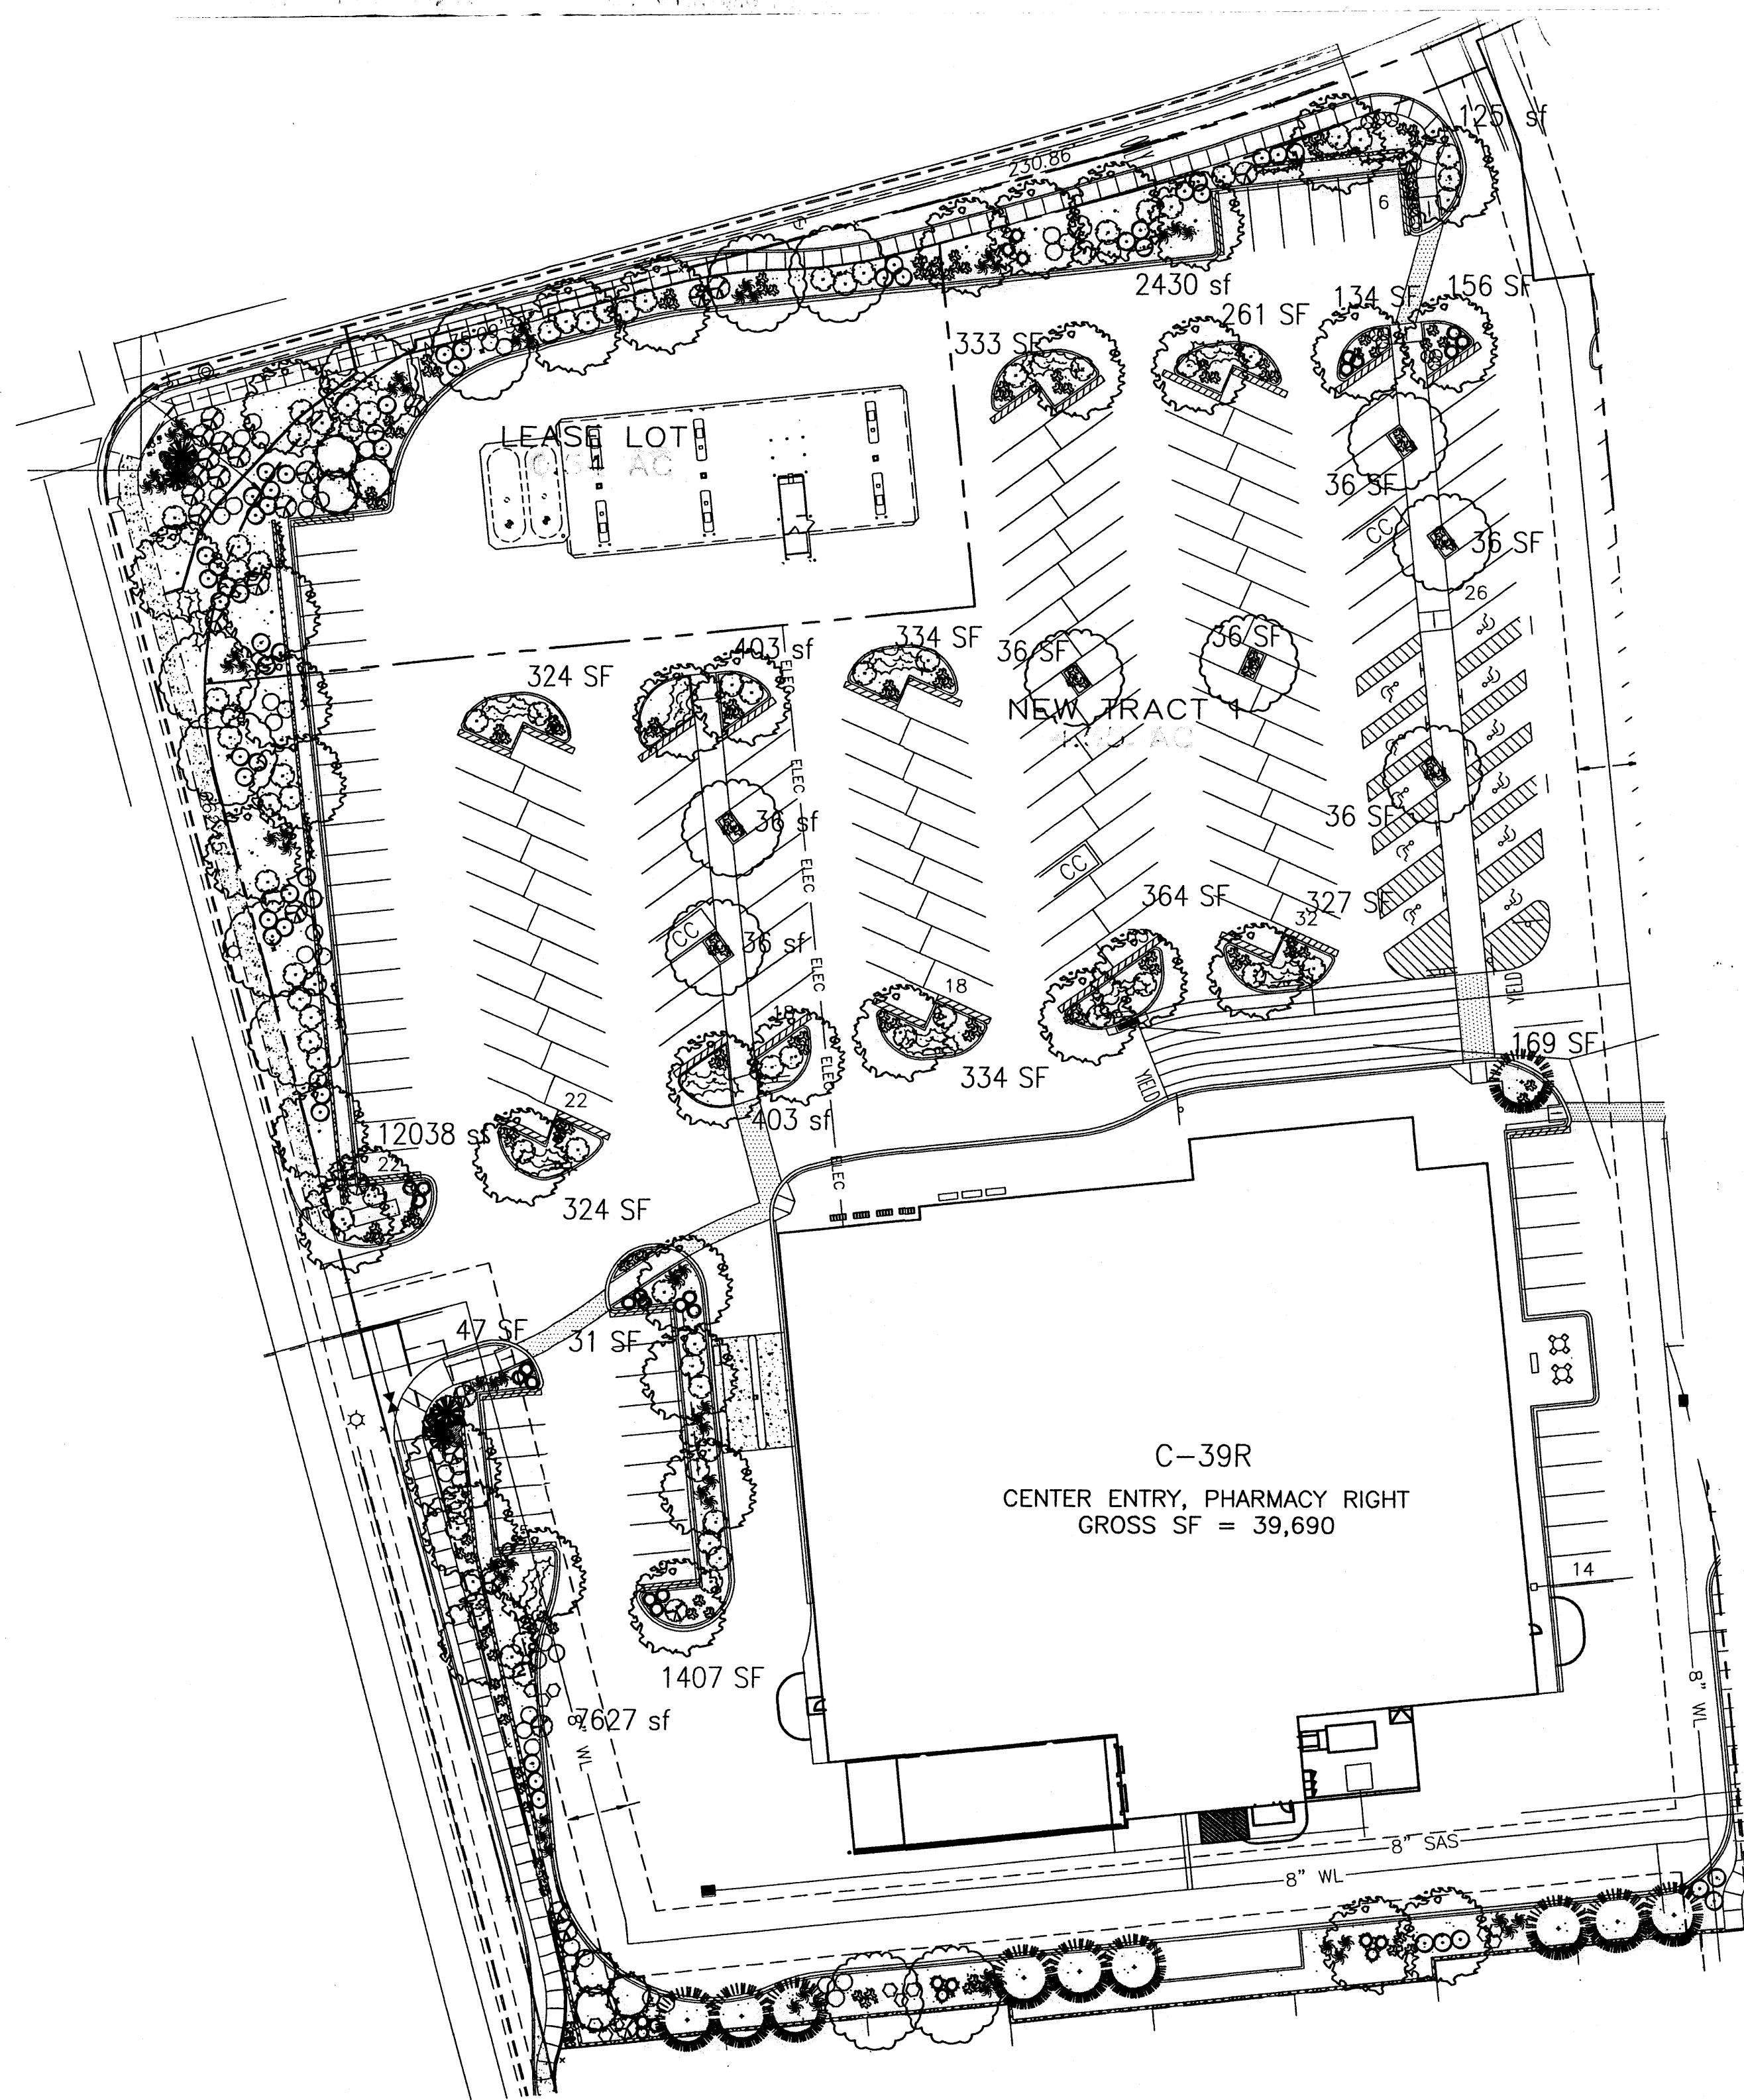 125 sf
230.86
6
2430 sf
134 SF
156 SF
261 SF
333 SF
LEASE LOT
AC
36 SF
CC
36 SF
26
403 sf
334 SF
36 SF
36 SF
324 SF
ELEC
NEW TRACT 1
AC
ELEC
36 sf
ELEC
36 SF
CC
364 SF
327 SF
32
CC
36 sf
ELEC
18
18
YIELD
169 SF
ELEC
334 SF
YIELD
22
403 sf
12038 sf
22
ELEC
324 SF
47 SF
31 SF
C-39R
CENTER ENTRY, PHARMACY RIGHT
GROSS SF = 39,690
14
1407 SF
8" WL
7627 sf
8" WL
8" SAS
8" WL